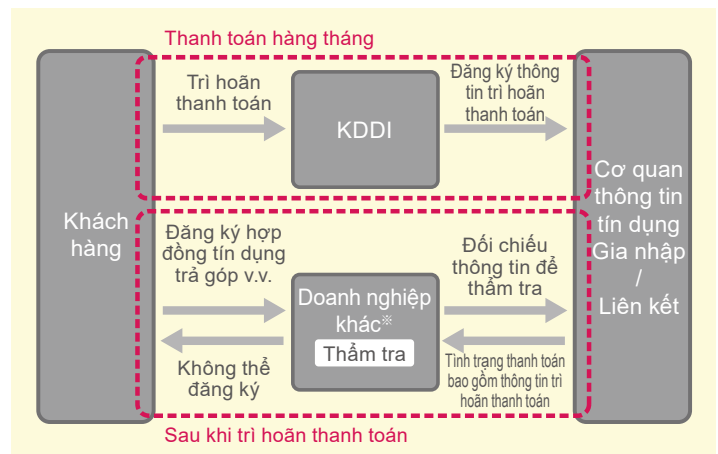 Thanh toán hàng tháng
Khách
hàng
Trì hoãn
thanh toán
KDDI
Đăng ký thông
tin trì hoãn
thanh toán
Cơ quan
thông tin
tín dụng
Gia nhập
/
Liên kết
Đăng ký hợp
đồng tín dụng
trả góp v.v.
Không thể
đăng ký
Doanh nghiệp
khác※
Thẩm tra
Đối chiếu
thông tin để
thẩm tra
Tình trạng thanh toán
bao gồm thông tin trì
hoãn thanh toán
Sau khi trì hoãn thanh toán